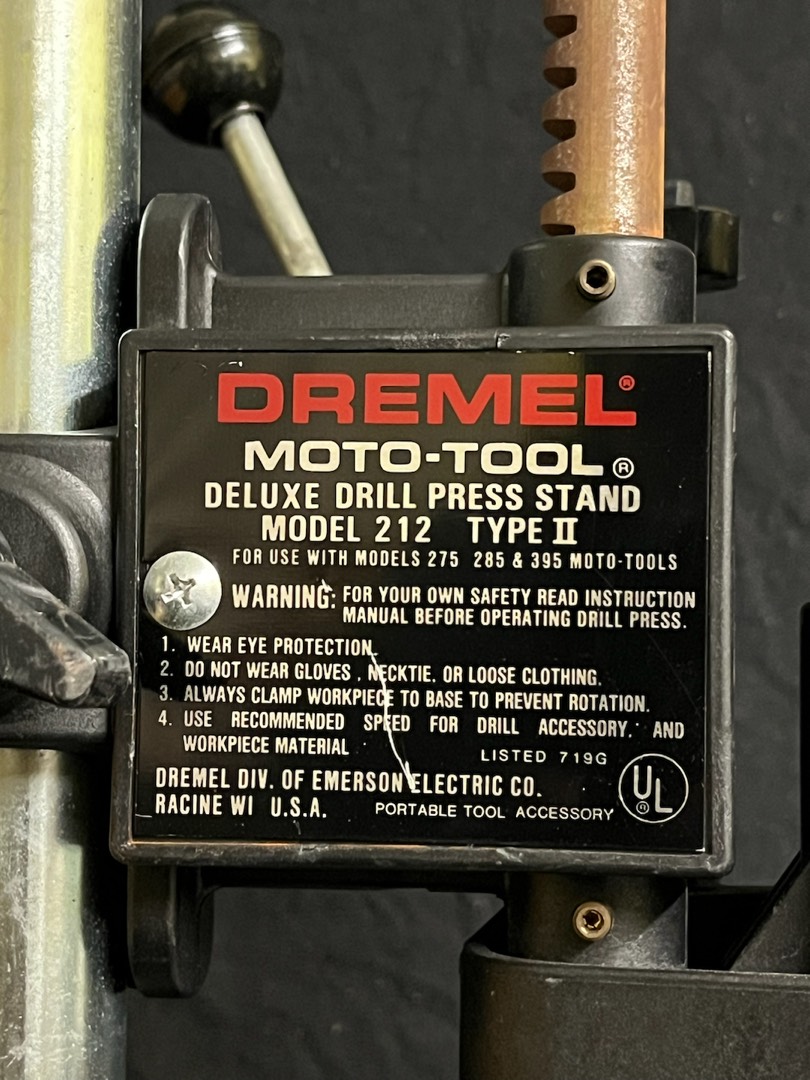 DREMEL®
MOTO-TOOL®
DELUXE DRILL PRESS STAND
MODEL 212 TYPE II
FOR USE WITH MODELS 275 285 & 395 MOTO-TOOLS
WARNING: FOR YOUR OWN SAFETY READ INSTRUCTION
MANUAL BEFORE OPERATING DRILL PRESS.
1. WEAR EYE PROTECTION.
2. DO NOT WEAR GLOVES , NECKTIE, OR LOOSE CLOTHING.
3. ALWAYS CLAMP WORKPIECE TO BASE TO PREVENT ROTATION.
4. USE RECOMMENDED SPEED FOR DRILL ACCESSORY. AND
WORKPIECE MATERIAL
LISTED 719G
DREMEL DIV. OF EMERSON ELECTRIC CO.
RACINE WI U.S.A.
PORTABLE TOOL ACCESSORY
UL®